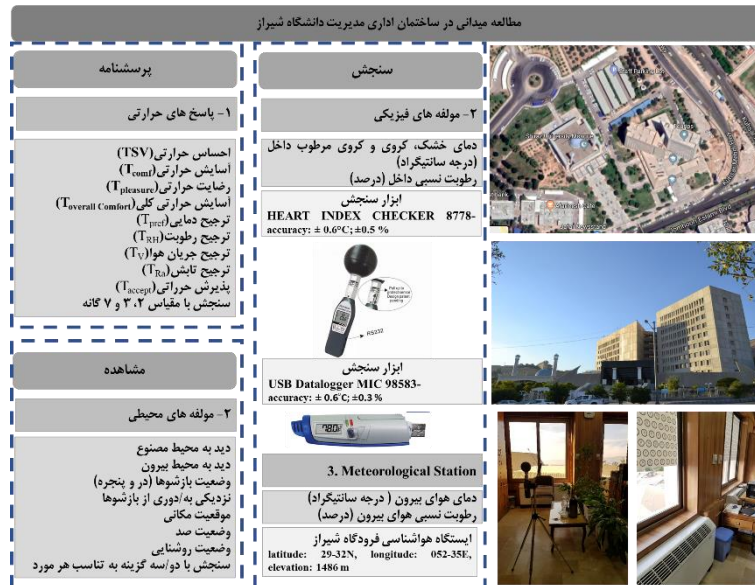 مطالعه میدانی در ساختمان اداری مدیریت دانشگاه شیراز
پرسشنامه
۱- پاسخ های حرارتی
احساس حرارتی(TSV)
آسایش حرارتی(Tcomf)
رضایت حرارتی(Tpleasure)
آسایش حرارتی کلی(Toverall Comfort)
ترجیح دمایی(Tpref)
ترجیح رطوبت(TRH)
ترجیح جریان هوا(TV)
ترجیح تابش(TRa)
پذیرش حرراتی(Taccept)
سنجش با مقیاس ۲، ۳ و ۷ گانه
مشاهده
۲- مولفه های محیطی
دید به محیط مصنوع
دید به محیط بیرون
وضعیت بازشوها (در و پنجره)
نزدیکی به/دوری از بازشوها
موقعیت مکانی
وضعیت صد
وضعیت روشنایی
سنجش با دو/سه گزینه به تناسب هر مورد
سنجش
۲- مولفه های فیزیکی
دمای خشک، کروی و کروی مرطوب داخل
(درجه سانتیگراد)
رطوبت نسبی داخل (درصد)
ابزار سنجش
HEART INDEX CHECKER 8778-
accuracy: ± 0.6°C; ±0.5 %
RS232
ابزار سنجش
USB Datalogger MIC 98583-
accuracy: ± 0.6°C; ±0.3 %
3. Meteorological Station
دمای هوای بیرون ( درجه سانتیگراد)
رطوبت نسبی هوای بیرون (درصد)
ایستگاه هواشناسی فرودگاه شیراز
latitude: 29-32N, longitude: 052-35E,
elevation: 1486 m